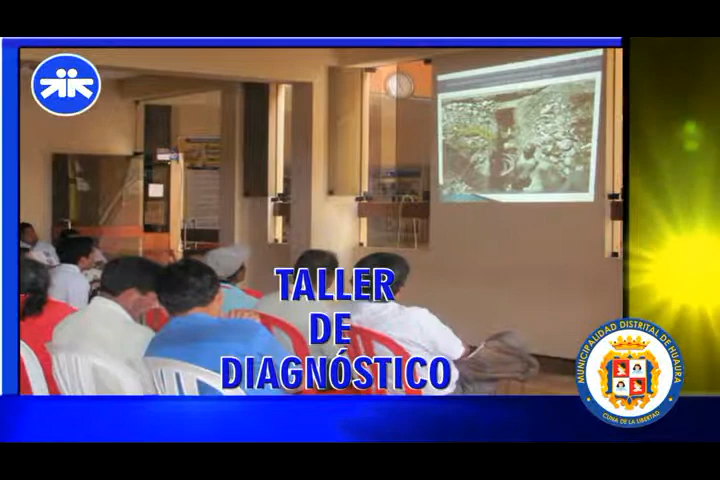 TALLER
DE
DIAGNÓSTICO
MUNICIPALIDAD DISTRITAL DE HUAURA
CUNA DE LA LIBERTAD